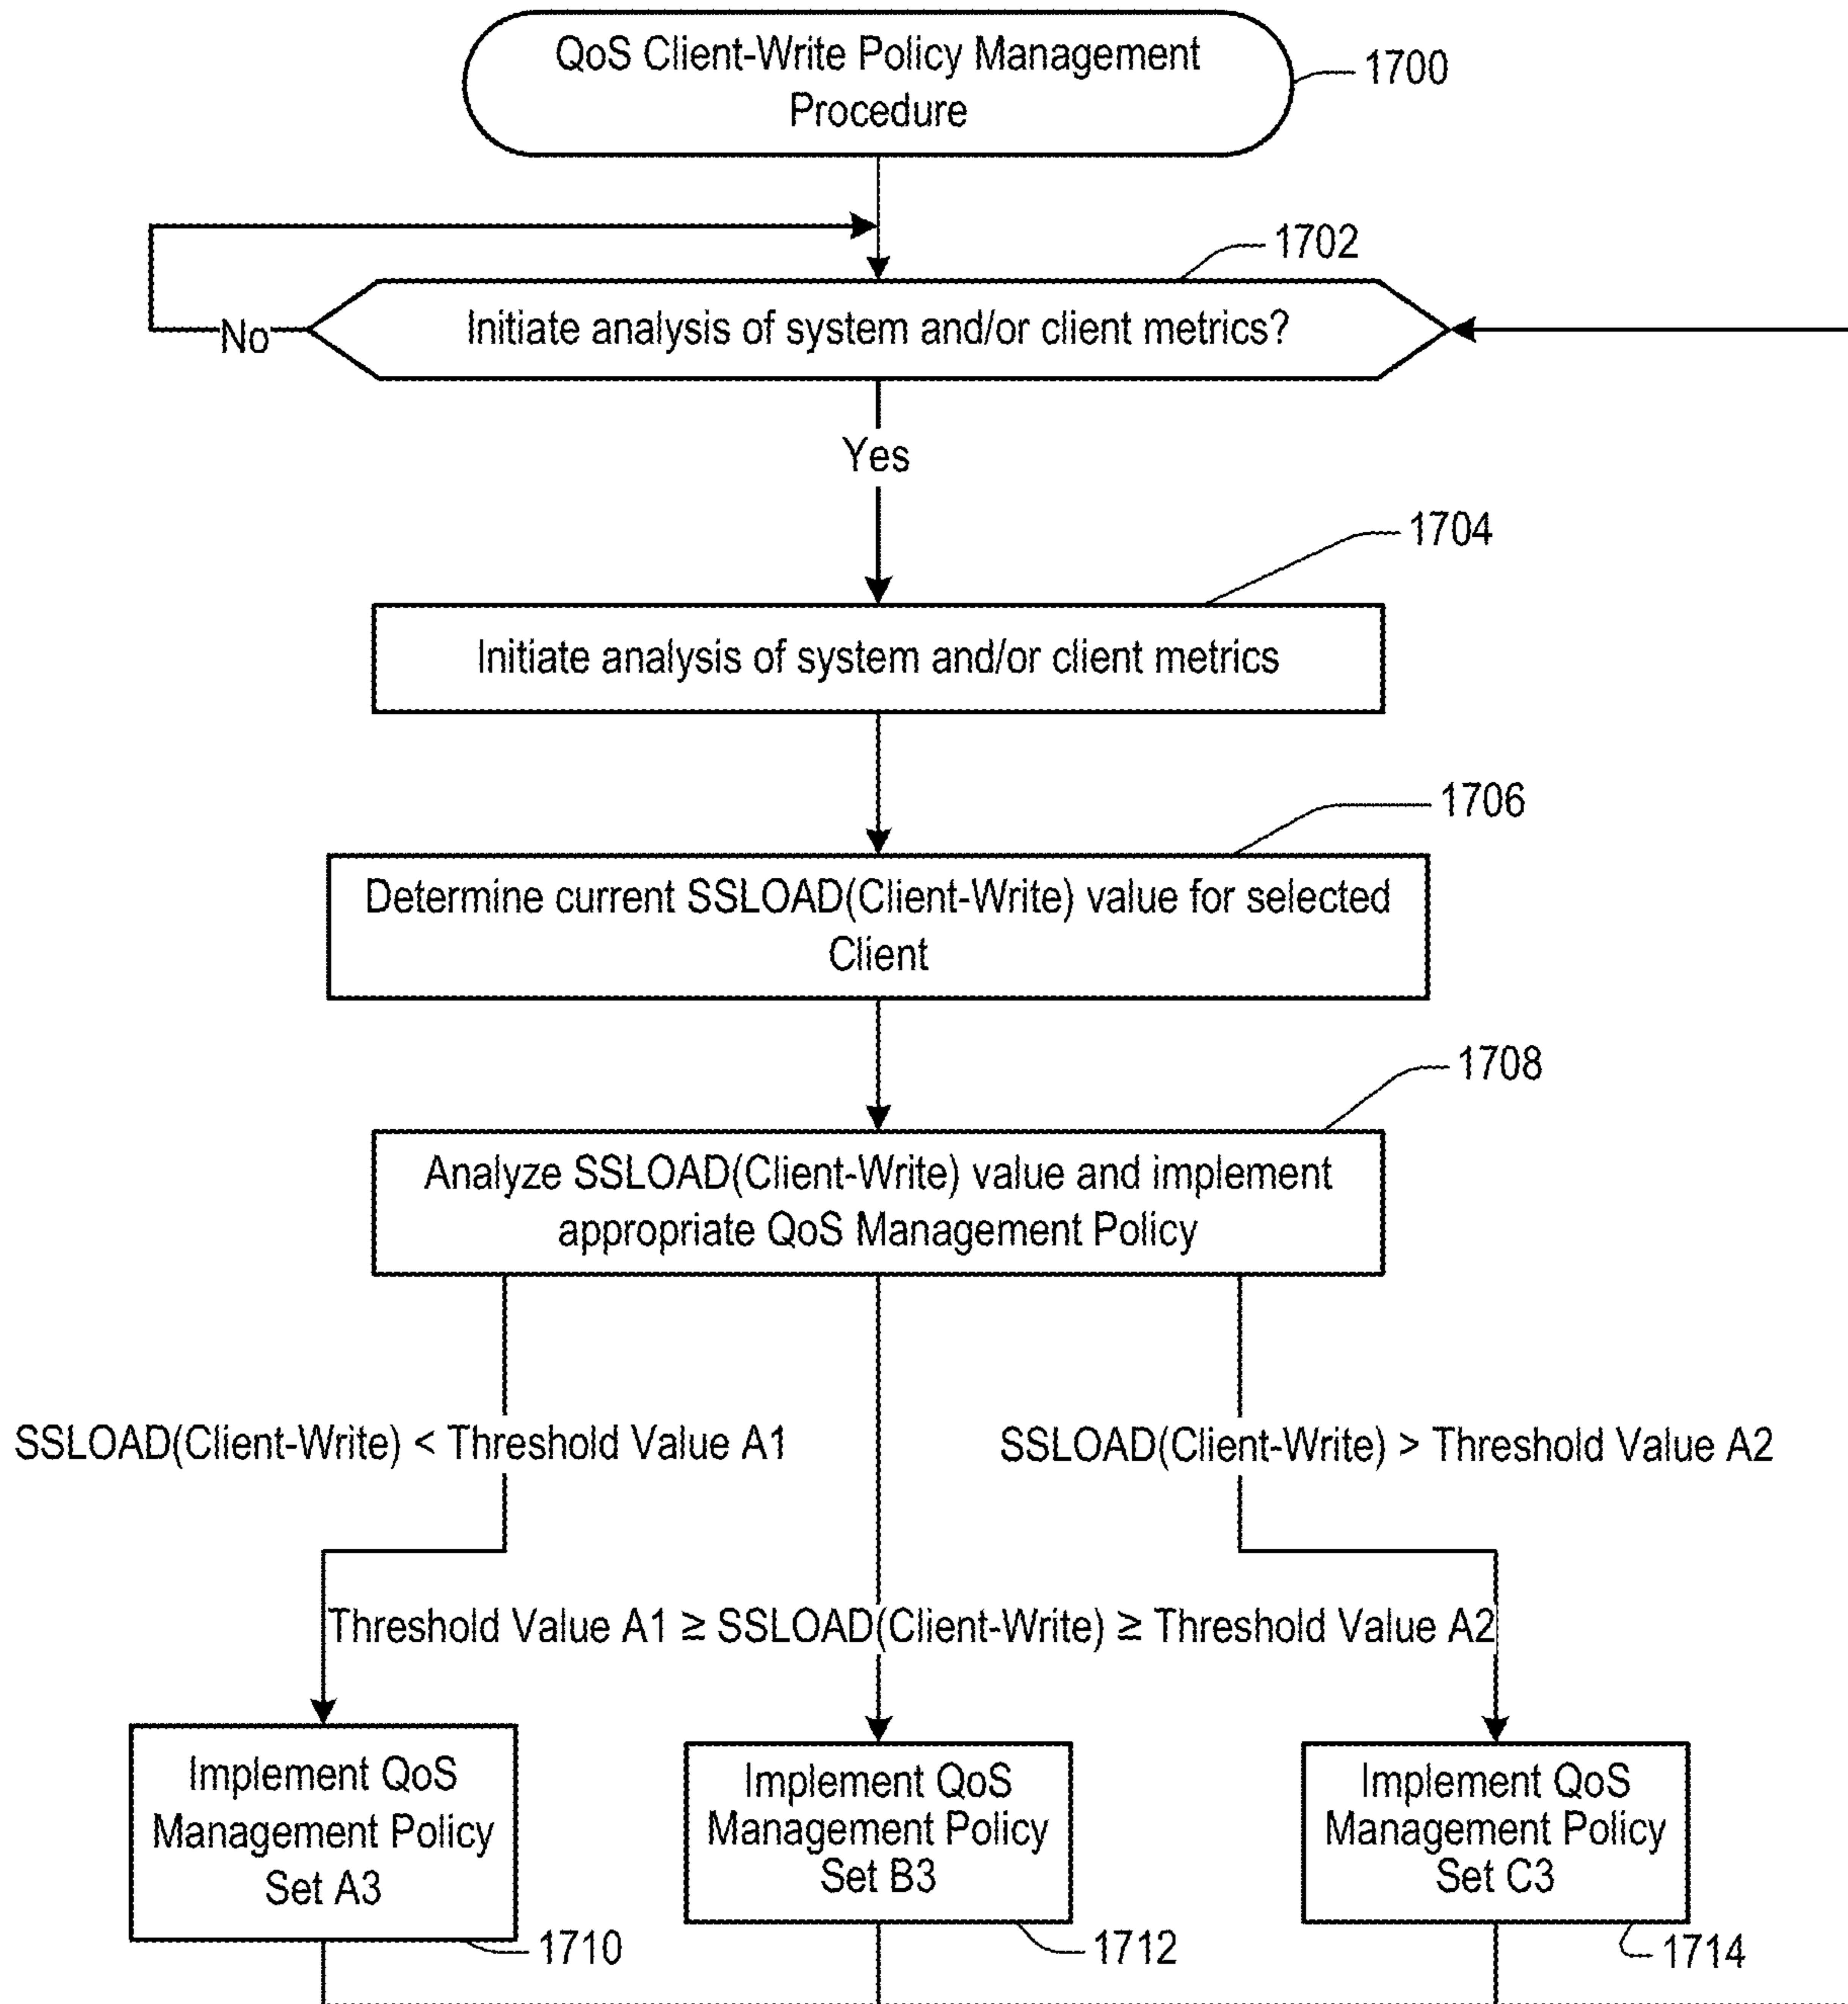 QoS Client-Write Policy Management
Procedure
1700
1702
Initiate analysis of system and/or client metrics?
No
Yes
1704
Initiate analysis of system and/or client metrics
1706
Determine current SSLOAD(Client-Write) value for selected
Client
1708
Analyze SSLOAD(Client-Write) value and implement
appropriate QoS Management Policy
SSLOAD(Client-Write) < Threshold Value A1
SSLOAD(Client-Write) > Threshold Value A2
Threshold Value A1 ≥ SSLOAD(Client-Write) ≥ Threshold Value A2
Implement QoS
Management Policy
Set A3
1710
Implement QoS
Management Policy
Set B3
1712
Implement QoS
Management Policy
Set C3
1714